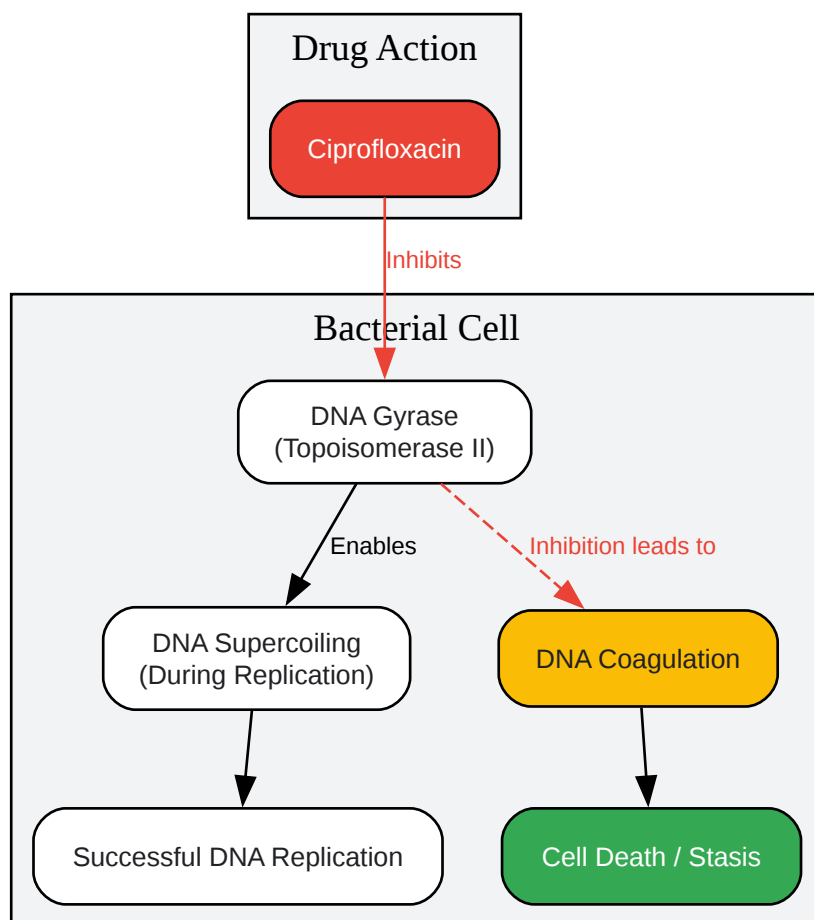 Drug Action
Ciprofloxacin
Inhibits
Bacterial Cell
DNA Gyrase
(Topoisomerase II)
Enables
Inhibition leads to
DNA Supercoiling
(During Replication)
DNA Coagulation
Successful DNA Replication
Cell Death / Stasis